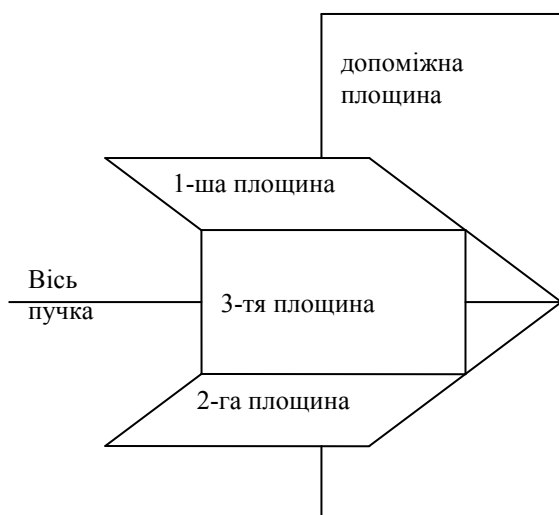 допоміжна
площина
1-ша площина
Вісь
пучка
3-тя площина
2-га площина